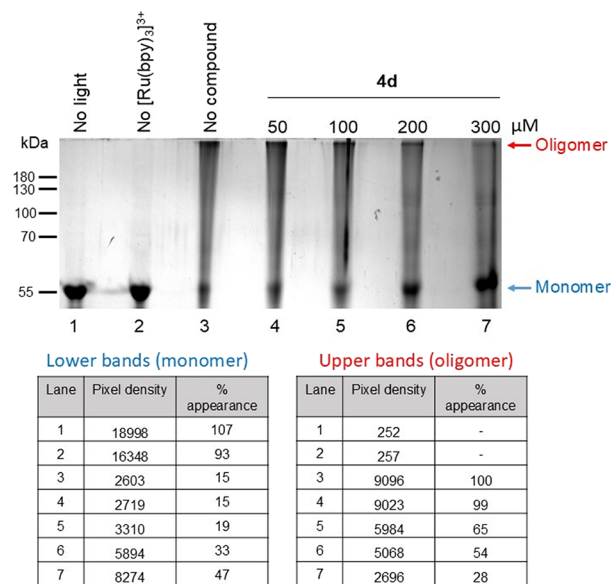 No light
No [Ru(bpy)₃]³⁺
No compound
4d
50 100 200 300 μM
kDa
Oligomer
180
130
100
70
55
Monomer
1 2 3 4 5 6 7
Lower bands (monomer)
Lane Pixel density % appearance
1 18998 107
2 16348 93
3 2603 15
4 2719 15
5 3310 19
6 5894 33
7 8274 47
Upper bands (oligomer)
Lane Pixel density % appearance
1 252 -
2 257 -
3 9096 100
4 9023 99
5 5984 65
6 5068 54
7 2696 28